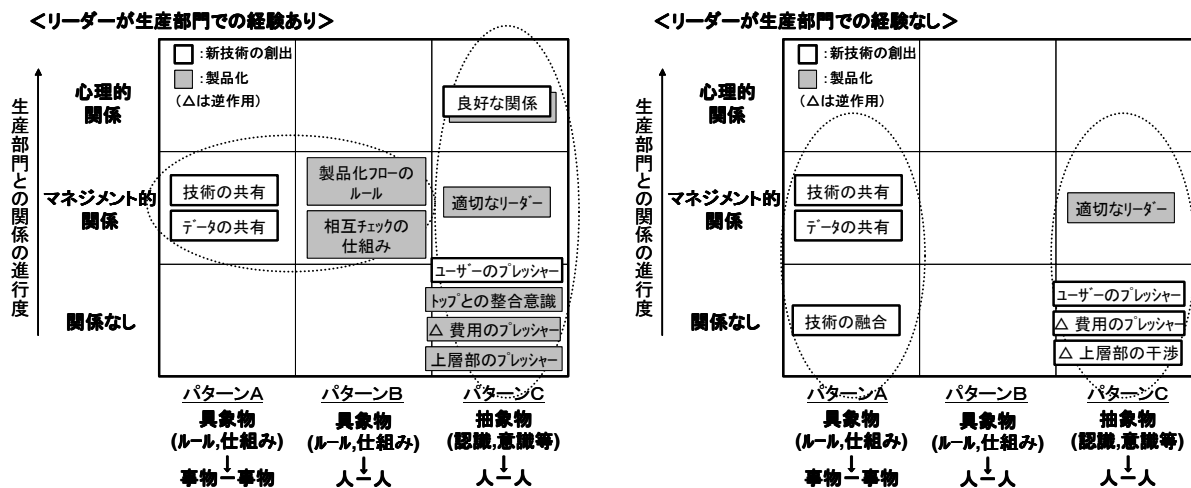 <リーダーが生産部門での経験あり>
:新技術の創出
:製品化
(△は逆作用)
生産部門との関係の進行度
心理的
関係
マネジメント的
関係
関係なし
良好な関係
技術の共有
データの共有
製品化フローの
ルール
相互チェックの
仕組み
適切なリーダー
ユーザーのプレッシャー
トップとの整合意識
△ 費用のプレッシャー
上層部のプレッシャー
パターンA
具象物
(ルール,仕組み)
↓
事物ー事物
パターンB
具象物
(ルール,仕組み)
↓
人ー人
パターンC
抽象物
(認識,意識等)
↓
人ー人
<リーダーが生産部門での経験なし>
:新技術の創出
:製品化
(△は逆作用)
生産部門との関係の進行度
心理的
関係
マネジメント的
関係
関係なし
技術の共有
データの共有
技術の融合
適切なリーダー
ユーザーのプレッシャー
△ 費用のプレッシャー
△ 上層部の干渉
パターンA
具象物
(ルール,仕組み)
↓
事物ー事物
パターンB
具象物
(ルール,仕組み)
↓
人ー人
パターンC
抽象物
(認識,意識等)
↓
人ー人